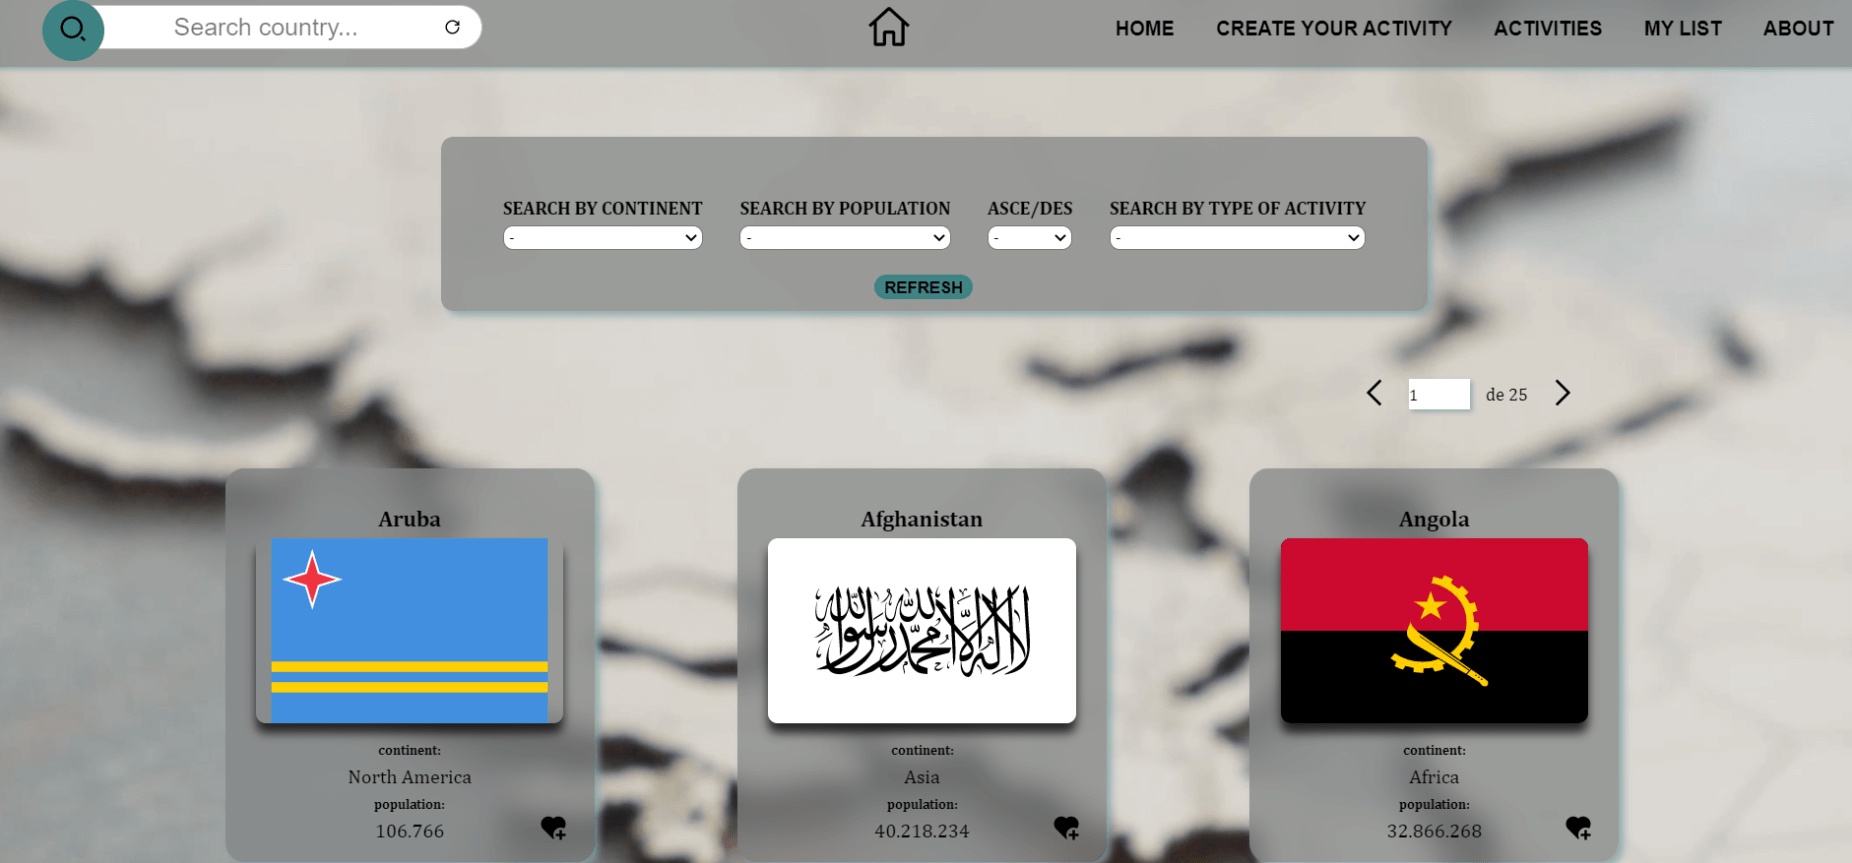 Search country...
HOME CREATE YOUR ACTIVITY ACTIVITIES MY LIST ABOUT
SEARCH BY CONTINENT SEARCH BY POPULATION ASCE/DES SEARCH BY TYPE OF ACTIVITY
- - - -
REFRESH
1 de 25
Aruba
continent:
North America
population:
106.766
Afghanistan
لا إله إلا الله محمد رسول الله
continent:
Asia
population:
40.218.234
Angola
continent:
Africa
population:
32.866.268